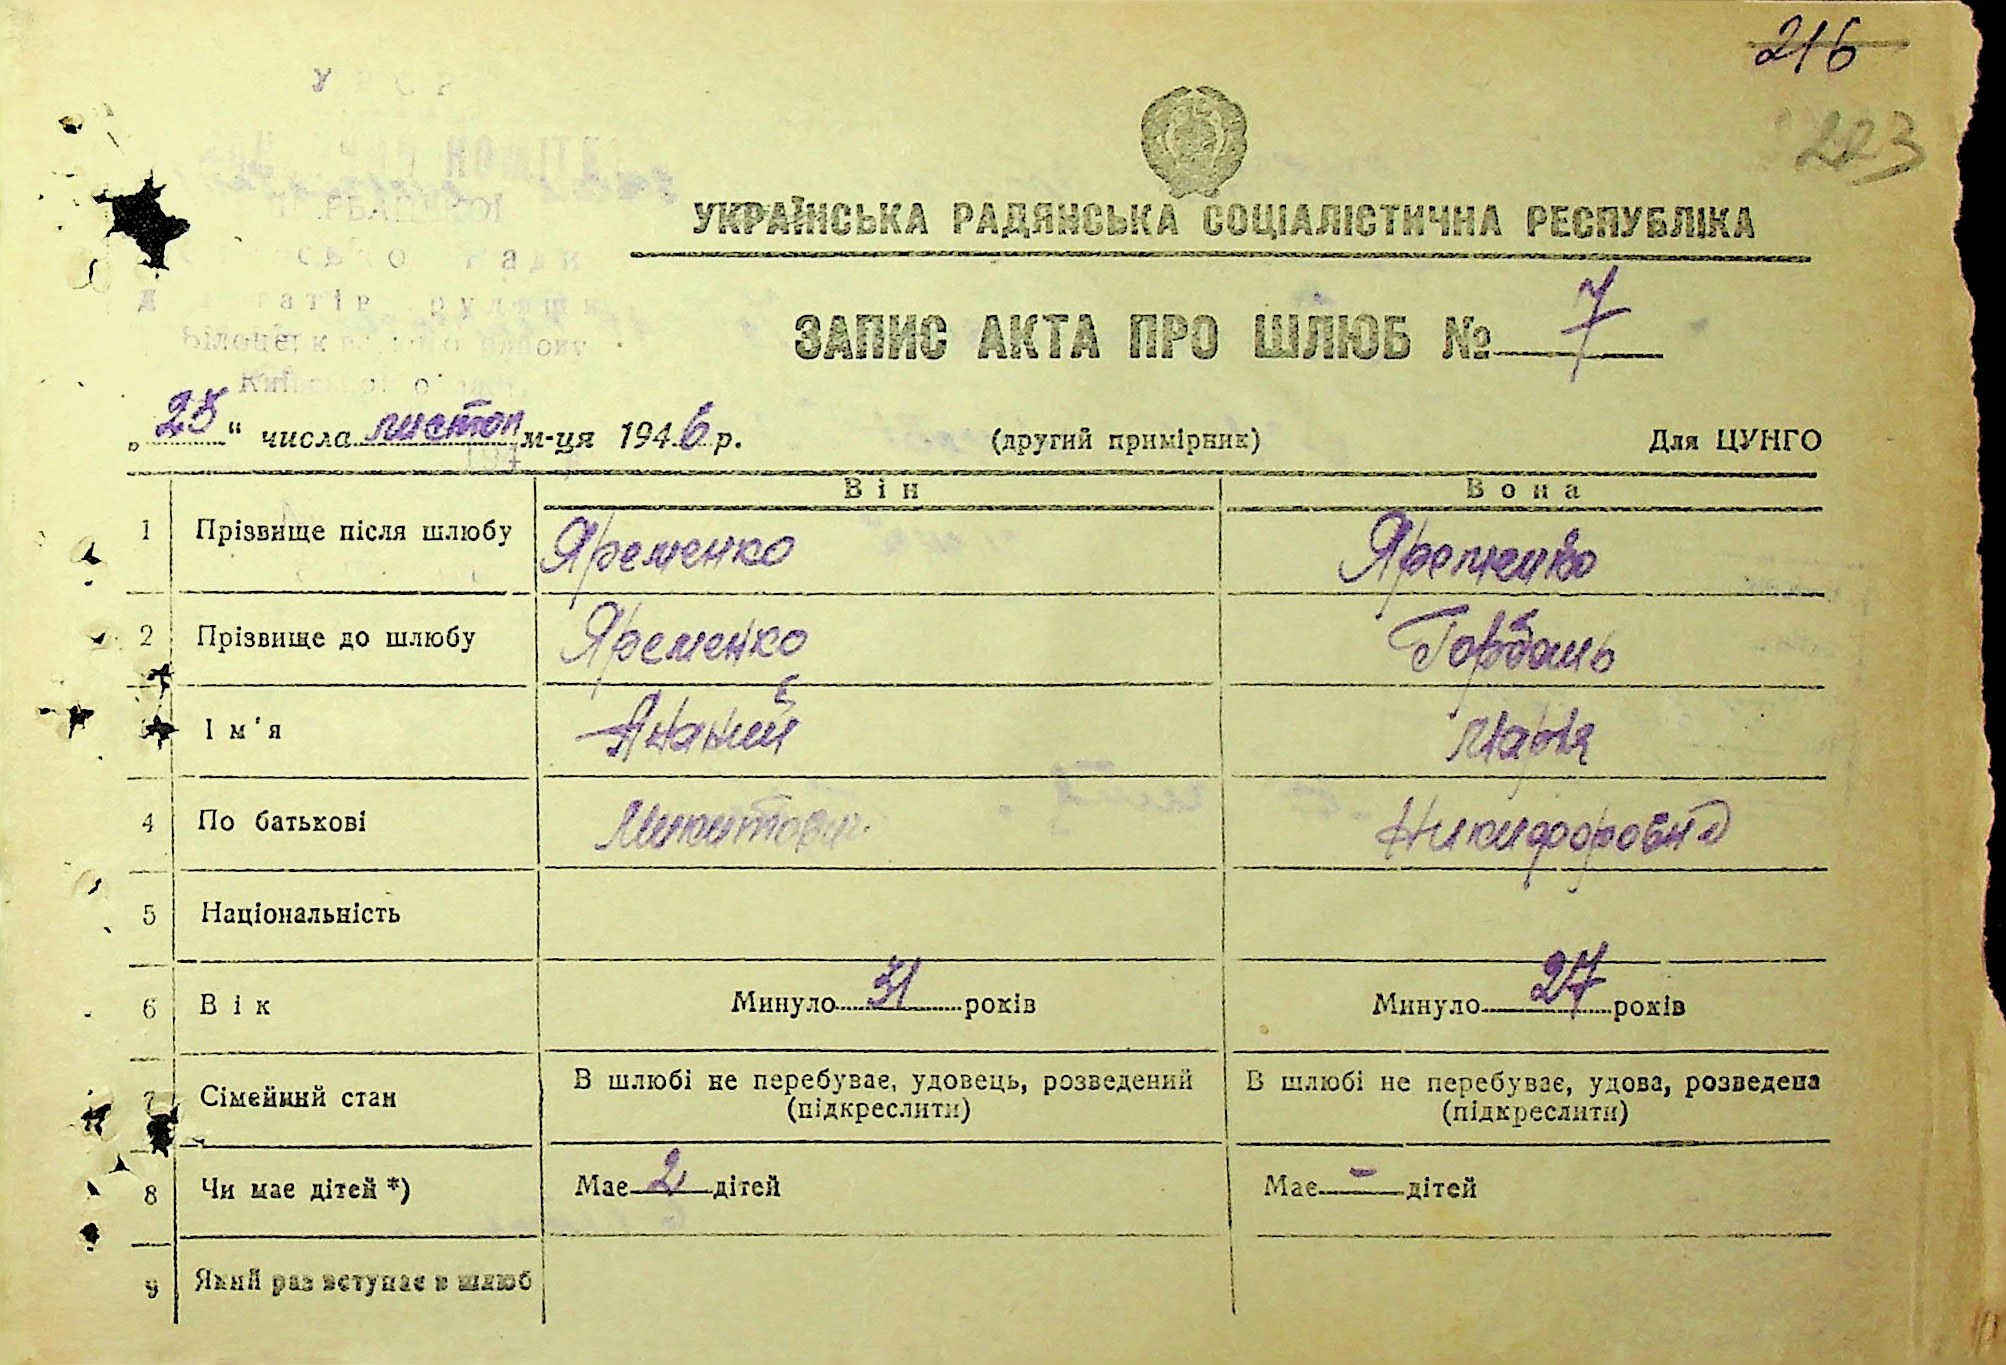 216
223
УКРАЇНСЬКА РАДЯНСЬКА СОЦІАЛІСТИЧНА РЕСПУБЛІКА
ЗАПИС АКТА ПРО ШЛЮБ № 7
„25“ числа листоп м-ця 1946 р. (другий примірник) Для ЦУНГО
Він Вона
1 Прізвище після шлюбу Яременко Яременко
2 Прізвище до шлюбу Яременко Горбань
Ім'я Ананий Марія
4 По батькові Микитович Никифоровна
5 Національність
6 Вік Минуло 31 років Минуло 27 років
7 Сімейний стан В шлюбі не перебуває, удовець, розведений (підкреслити) В шлюбі не перебуває, удова, розведена (підкреслити)
8 Чи має дітей *) Має 2 дітей Має - дітей
9 Який раз вступає в шлюб